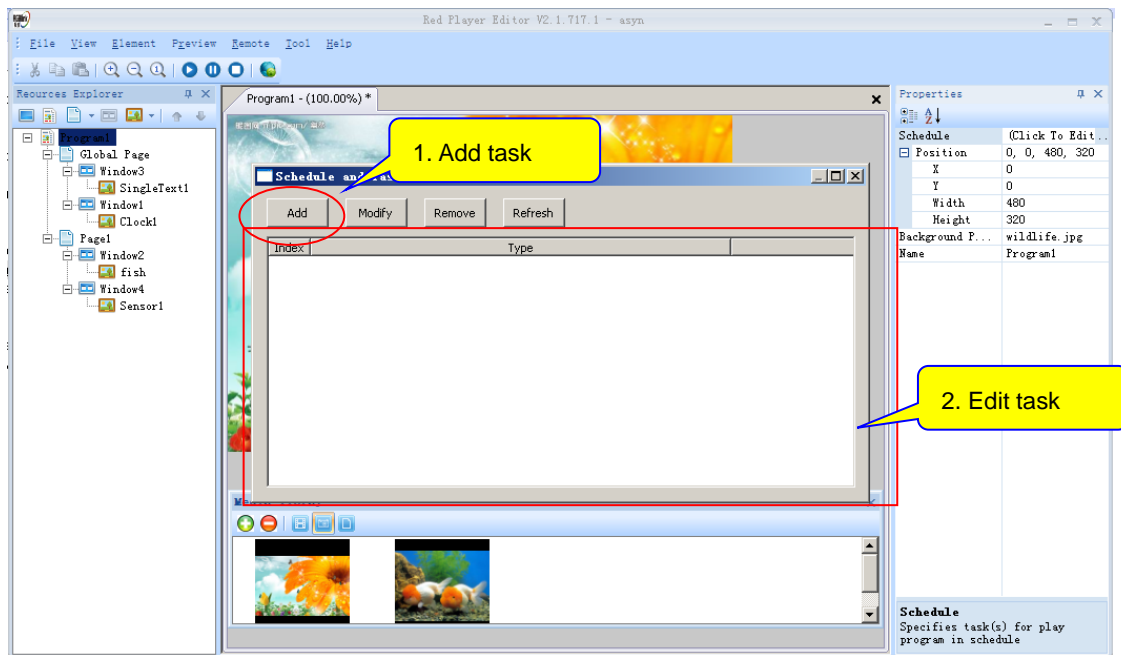 Red Player Editor V2.1.717.1 - asyn
File View Element Preview Remote Tool Help
Reources Explorer
Program1
Global Page
Window3
SingleText1
Window1
Clock1
Page1
Window2
fish
Window4
Sensor1
Program1 - (100.00%) *
1. Add task
Schedule and
Add Modify Remove Refresh
Index Type
2. Edit task
Properties
Schedule (Click To Edit...
Position 0, 0, 480, 320
X 0
Y 0
Width 480
Height 320
Background P... wildlife.jpg
Name Program1
Schedule
Specifies task(s) for play
program in schedule